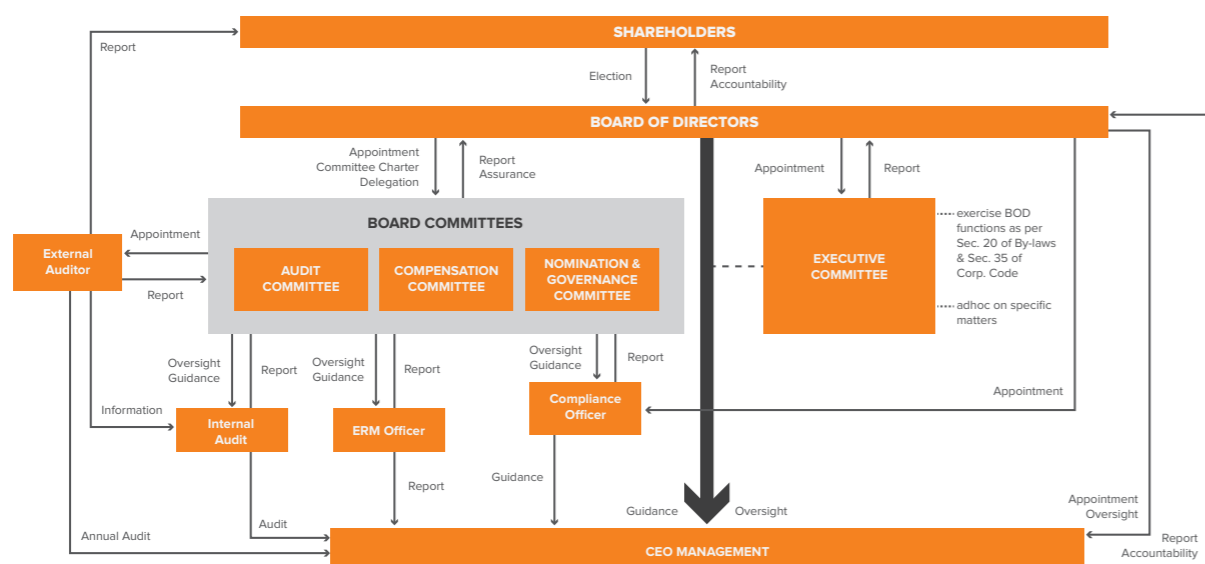 SHAREHOLDERS
Report
Election
Report
Accountability
BOARD OF DIRECTORS
Appointment
Committee Charter
Delegation
Report
Assurance
Appointment
Report
BOARD COMMITTEES
AUDIT
COMMITTEE
COMPENSATION
COMMITTEE
NOMINATION &
GOVERNANCE
COMMITTEE
EXECUTIVE
COMMITTEE
exercise BOD
functions as per
Sec. 20 of By-laws
& Sec. 35 of
Corp. Code
adhoc on specific
matters
External
Auditor
Appointment
Report
Oversight
Guidance
Report
Oversight
Guidance
Report
Oversight
Guidance
Report
Information
Internal
Audit
ERM Officer
Compliance
Officer
Appointment
Report
Guidance
Guidance
Oversight
Appointment
Oversight
Annual Audit
Audit
CEO MANAGEMENT
Report
Accountability